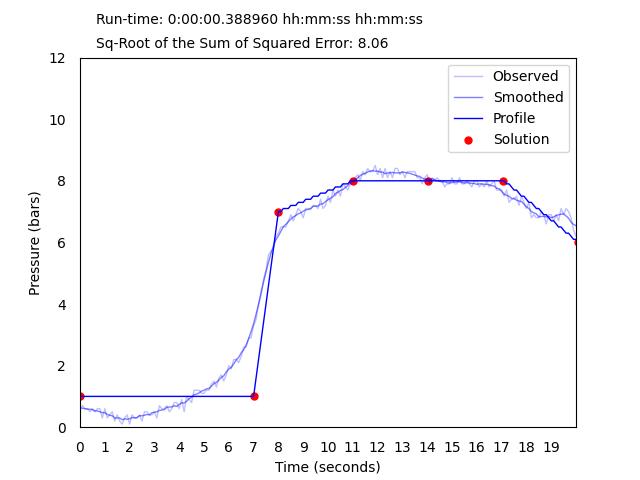 Run-time: 0:00:00.388960 hh:mm:ss hh:mm:ss
Sq-Root of the Sum of Squared Error: 8.06
Observed
Smoothed
Profile
Solution
Pressure (bars)
12
10
8
6
4
2
0
0 1 2 3 4 5 6 7 8 9 10 11 12 13 14 15 16 17 18 19
Time (seconds)